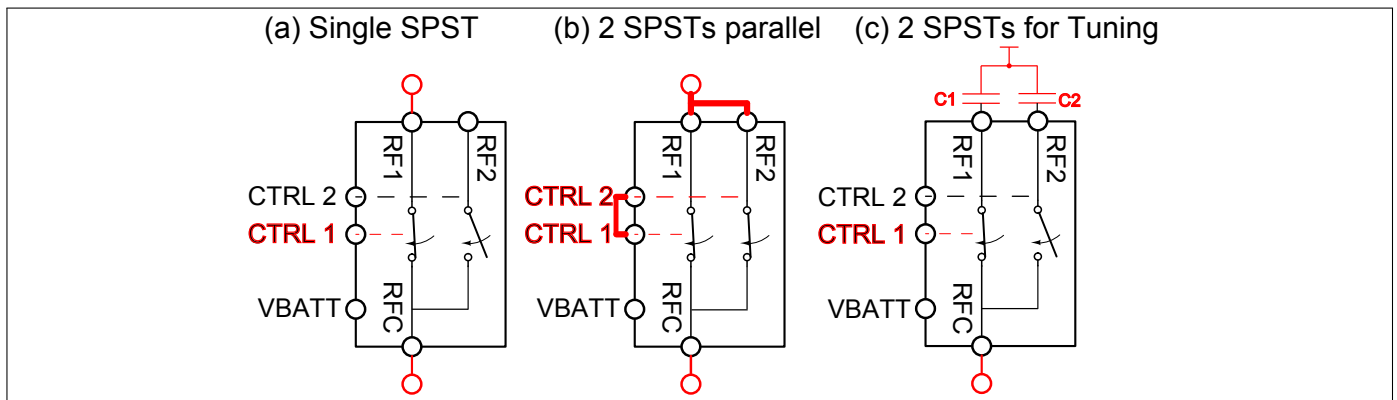 (a) Single SPST
(b) 2 SPSTs parallel
(c) 2 SPSTs for Tuning
RF1
RF2
CTRL 2
CTRL 1
VBATT
RFC
RF1
RF2
CTRL 2
CTRL 1
VBATT
RFC
C1
C2
RF1
RF2
CTRL 2
CTRL 1
VBATT
RFC